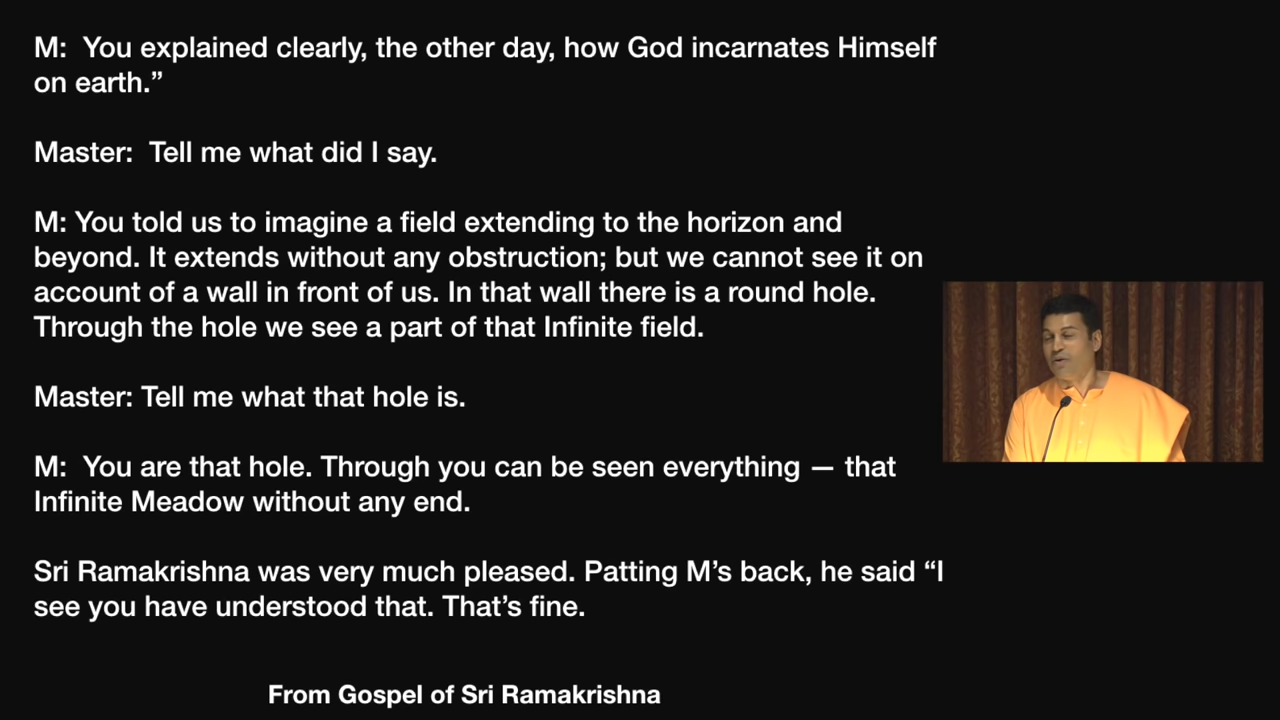 M:  You explained clearly, the other day, how God incarnates Himself
on earth.”
Master:  Tell me what did I say.
M: You told us to imagine a field extending to the horizon and
beyond. It extends without any obstruction; but we cannot see it on
account of a wall in front of us. In that wall there is a round hole.
Through the hole we see a part of that Infinite field.
Master: Tell me what that hole is.
M:  You are that hole. Through you can be seen everything — that
Infinite Meadow without any end.
Sri Ramakrishna was very much pleased. Patting M’s back, he said “I
see you have understood that. That’s fine.
From Gospel of Sri Ramakrishna